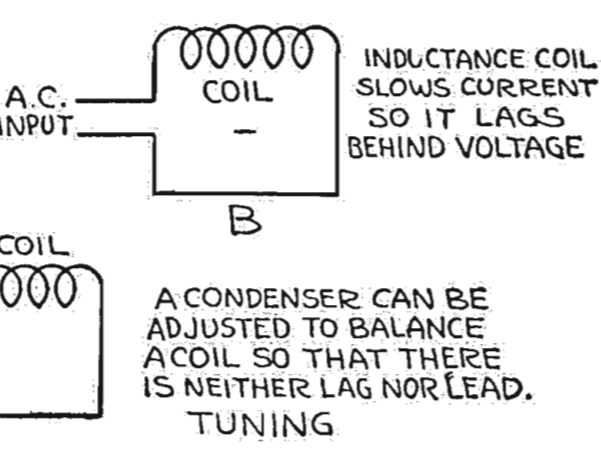 INDUCTANCE COIL
SLOWS CURRENT
SO IT LAGS
BEHIND VOLTAGE
A.C.
INPUT
COIL
-
B
COIL
A CONDENSER CAN BE
ADJUSTED TO BALANCE
A COIL SO THAT THERE
IS NEITHER LAG NOR LEAD.
TUNING